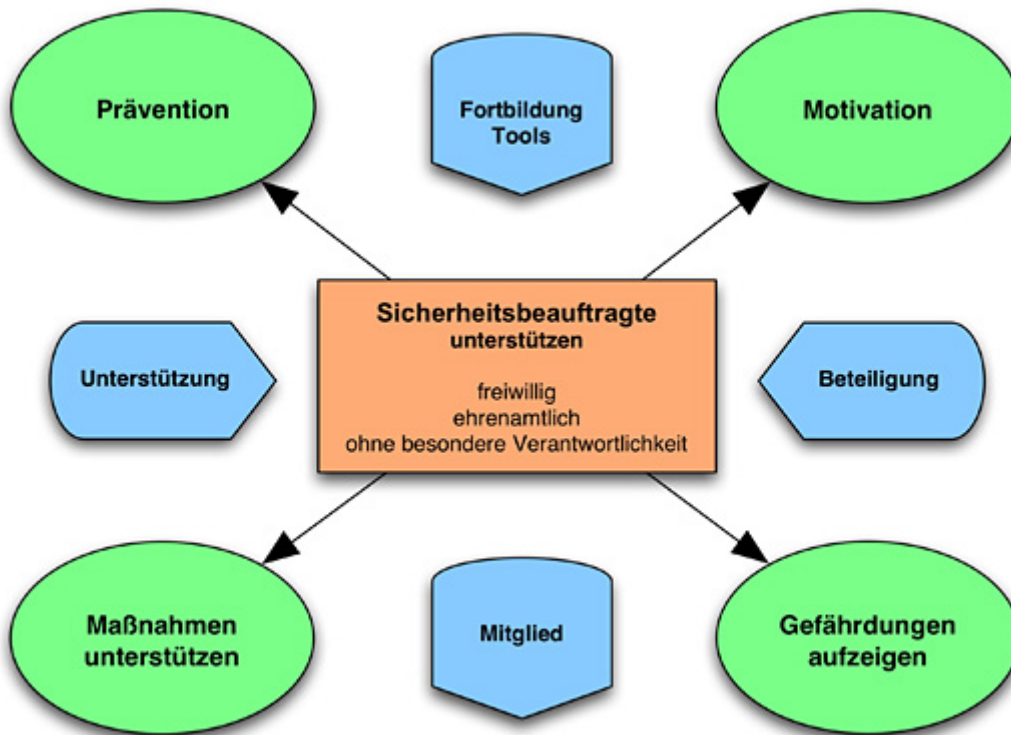 Prävention
Fortbildung
Tools
Motivation
Sicherheitsbeauftragte
unterstützen
freiwillig
ehrenamtlich
ohne besondere Verantwortlichkeit
Unterstützung
Beteiligung
Maßnahmen
unterstützen
Mitglied
Gefährdungen
aufzeigen